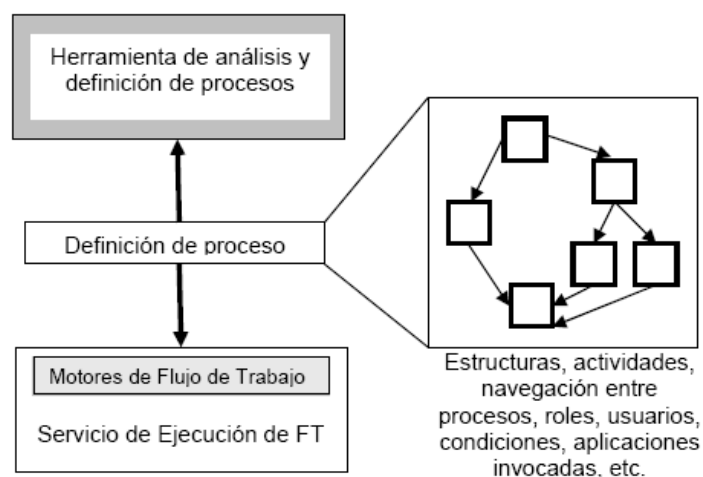 Herramienta de análisis y
definición de procesos
Definición de proceso
Motores de Flujo de Trabajo
Servicio de Ejecución de FT
Estructuras, actividades,
navegación entre
procesos, roles, usuarios,
condiciones, aplicaciones
invocadas, etc.